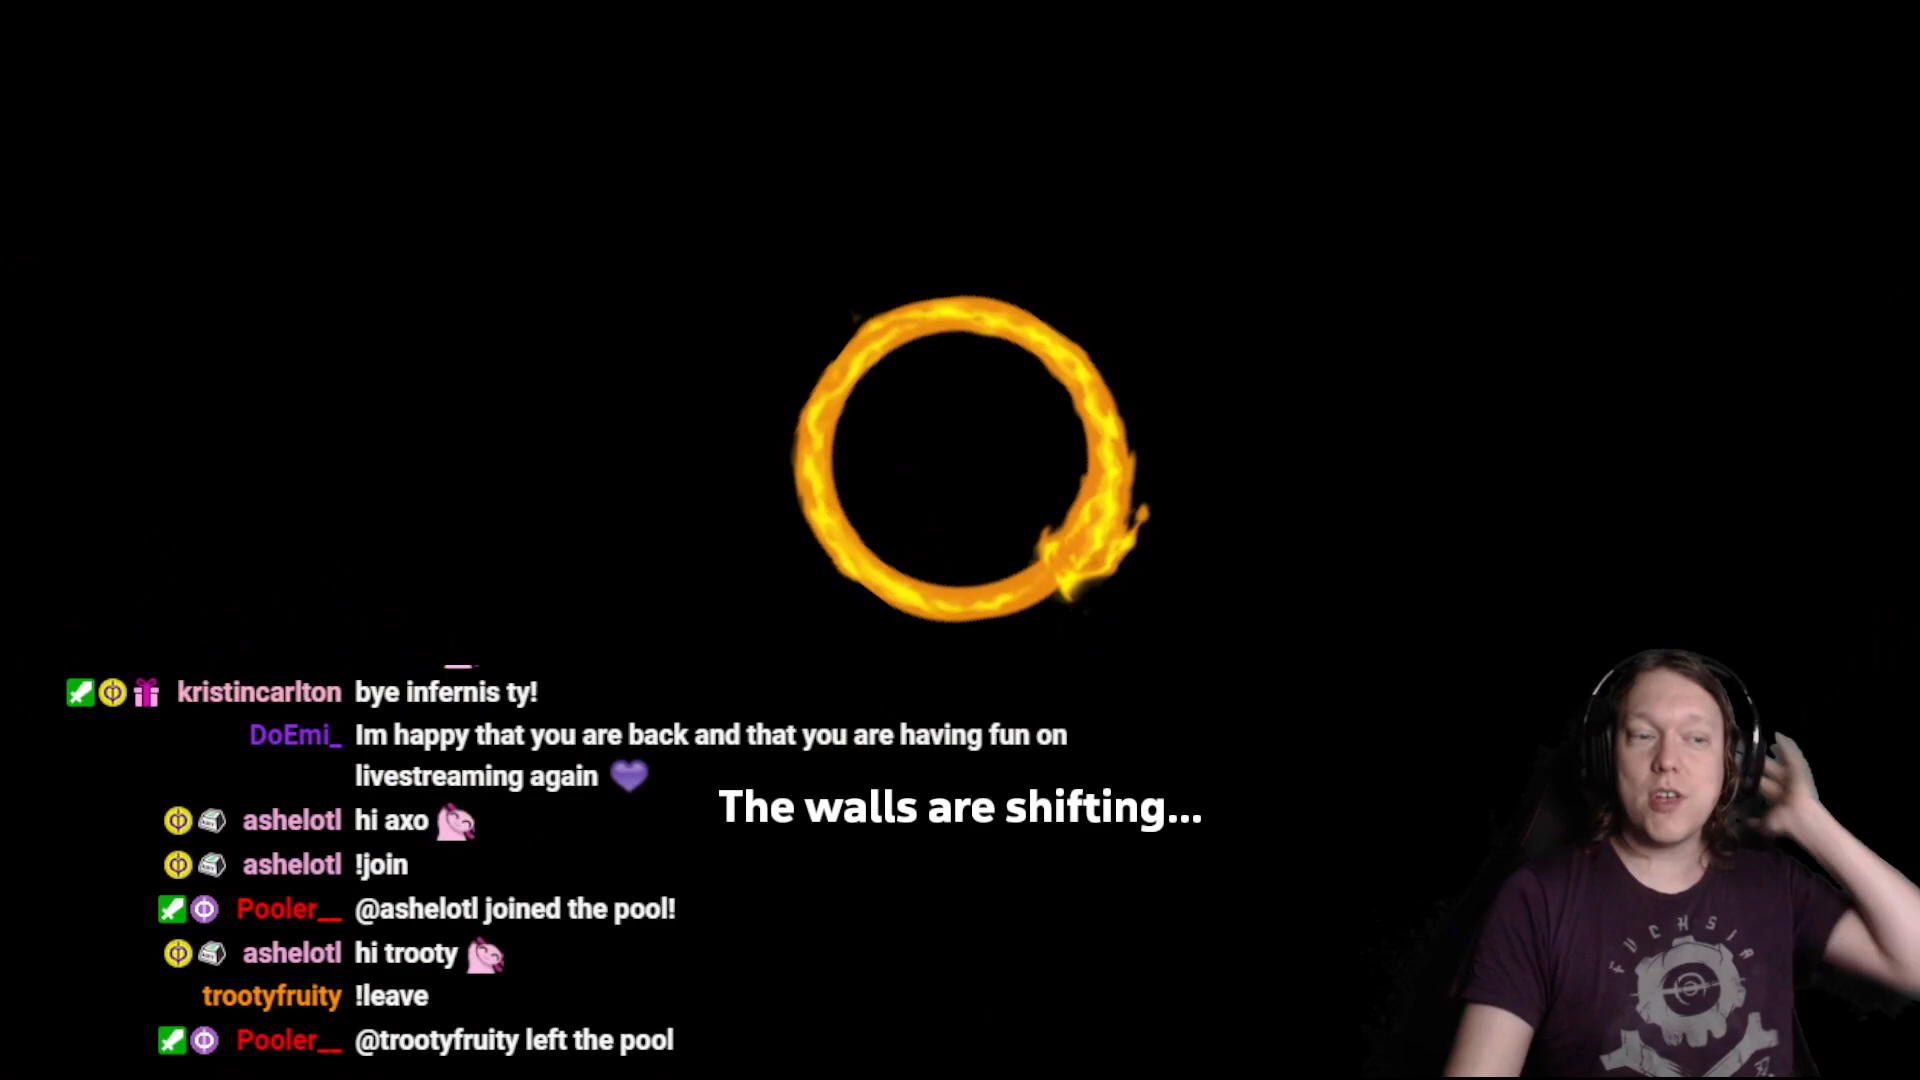 kristincarlton bye infernis ty!
DoEmi_ Im happy that you are back and that you are having fun on
livestreaming again
The walls are shifting...
ashelotl hi axo
ashelotl !join
Pooler__ @ashelotl joined the pool!
ashelotl hi trooty
trootyfruity !leave
Pooler__ @trootyfruity left the pool
FUCHSIA